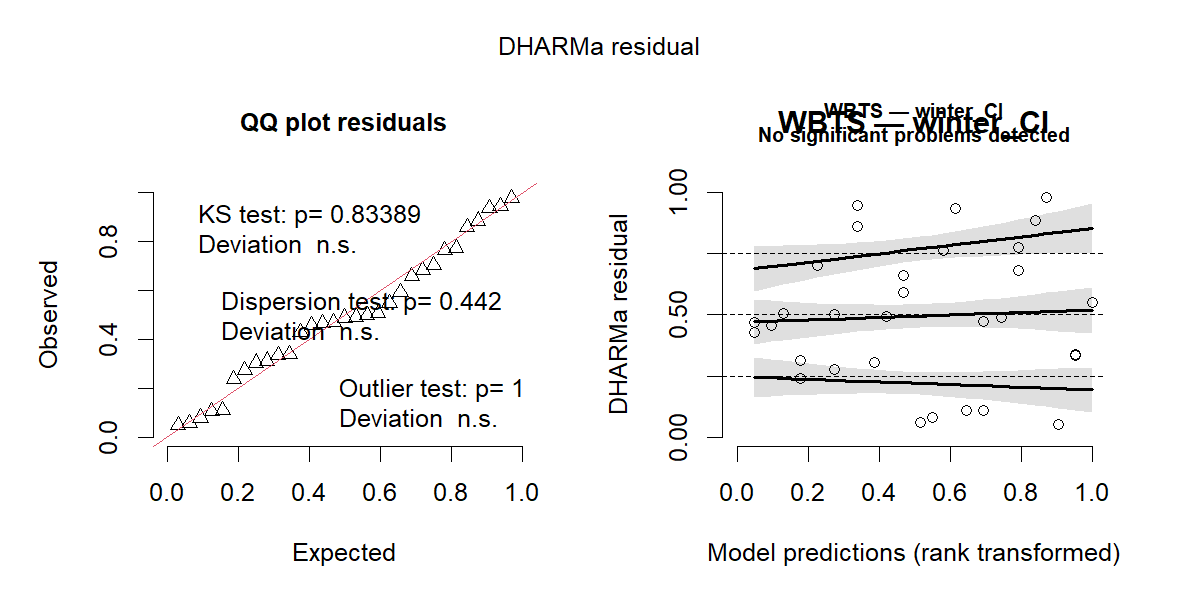 DHARMa residual
QQ plot residuals
KS test: p= 0.83389
Deviation  n.s.
Dispersion test: p= 0.442
Deviation  n.s.
Outlier test: p= 1
Deviation  n.s.
Observed
0.0
0.4
0.8
0.0 0.2 0.4 0.6 0.8 1.0
Expected
WBTS — winter_CI
WBTS — winter_CI
No significant problems detected
DHARMa residual
0.00
0.50
1.00
0.0 0.2 0.4 0.6 0.8 1.0
Model predictions (rank transformed)